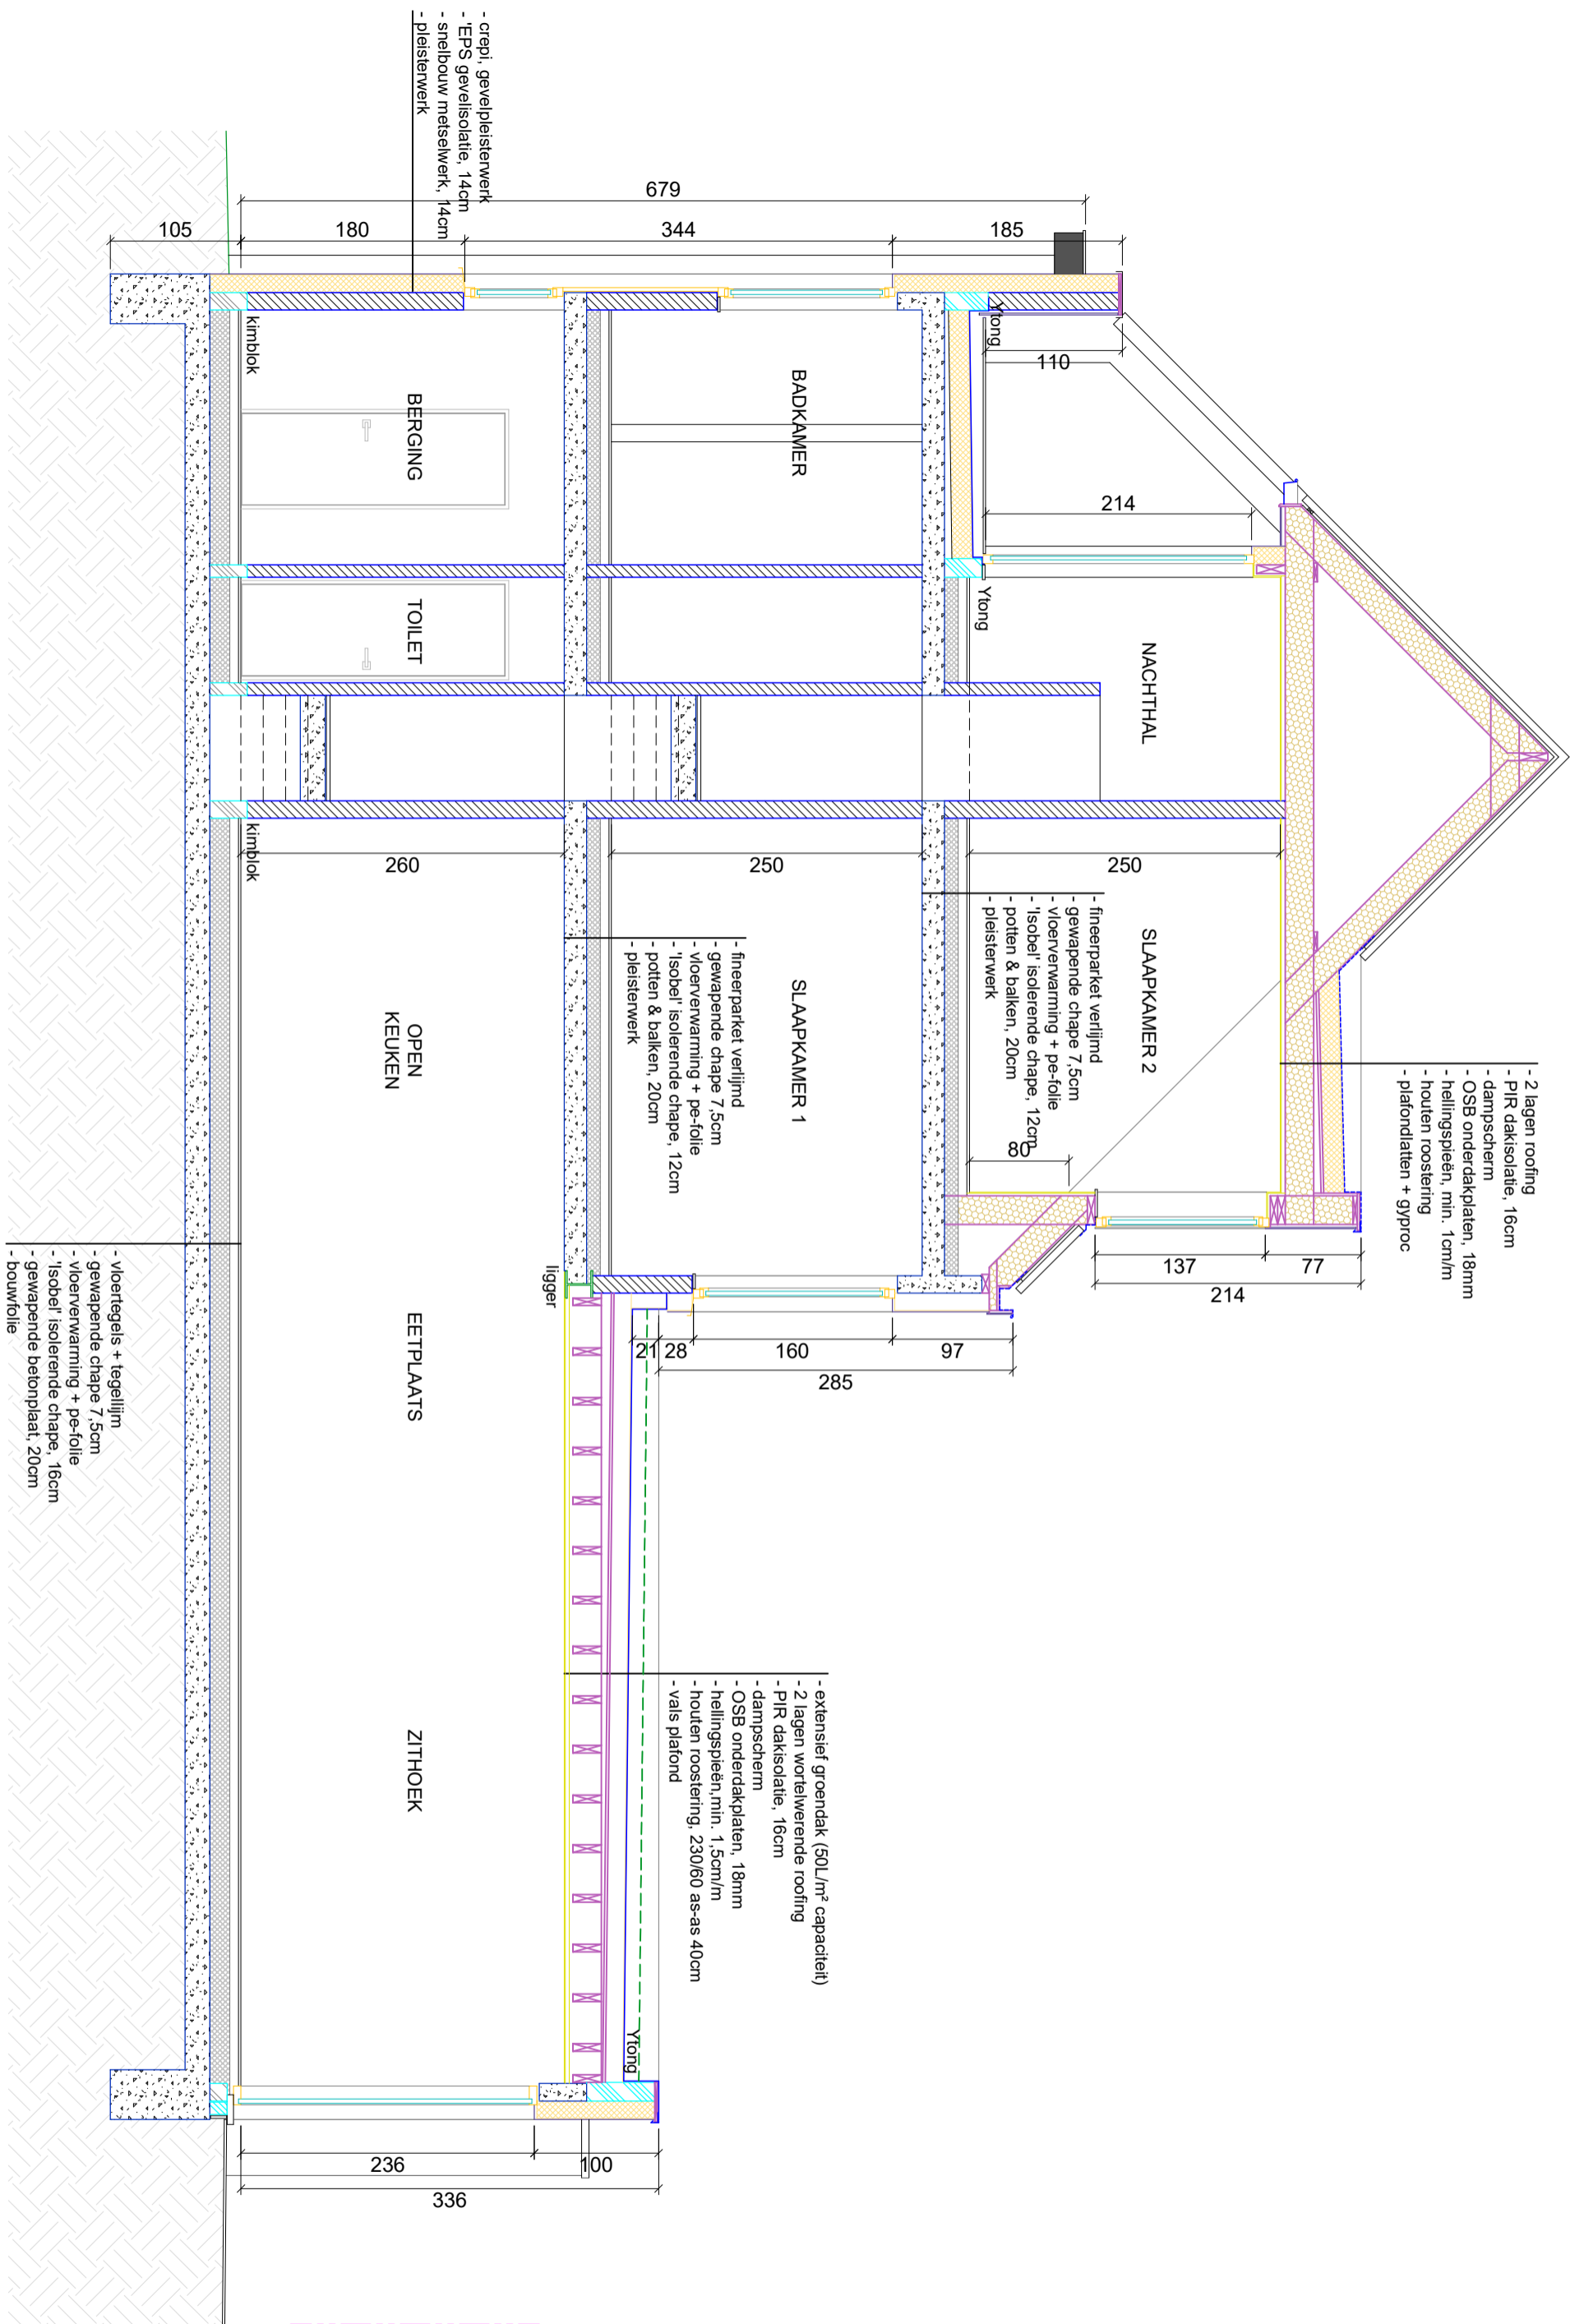 - 2 lagen roofing
- PIR dakisolatie, 16cm
- dampscherm
- OSB onderdakplaten, 18mm
- hellingspieën, min. 1cm/m
- houten roostering
- plafondlatten + gyproc
NACHTHAL
SLAAPKAMER 2
- fineerparket verlijmd
- gewapende chape 7,5cm
- vloerverwarming + pe-folie
- 'Isobel' isolerende chape, 12cm
- potten & balken, 20cm
- pleisterwerk
Ytong
Ytong
110
214
250
80
137
77
214
185
679
344
180
105
BADKAMER
SLAAPKAMER 1
- fineerparket verlijmd
- gewapende chape 7,5cm
- vloerverwarming + pe-folie
- 'Isobel' isolerende chape, 12cm
- potten & balken, 20cm
- pleisterwerk
250
21
28
160
97
285
- extensief groendak (50L/m² capaciteit)
- 2 lagen wortelwerende roofing
- PIR dakisolatie, 16cm
- dampscherm
- OSB onderdakplaten, 18mm
- hellingspieën,min. 1,5cm/m
- houten roostering, 230/60 as-as 40cm
- vals plafond
ligger
Ytong
- crepi, gevelpleisterwerk
- 'EPS gevelisolatie, 14cm
- snelbouw metselwerk, 14cm
- pleisterwerk
BERGING
TOILET
OPEN
KEUKEN
EETPLAATS
ZITHOEK
260
236
100
336
kimblok
kimblok
- vloertegels + tegellijm
- gewapende chape 7,5cm
- vloerverwarming + pe-folie
- 'Isobel' isolerende chape, 16cm
- gewapende betonplaat, 20cm
- bouwfolie